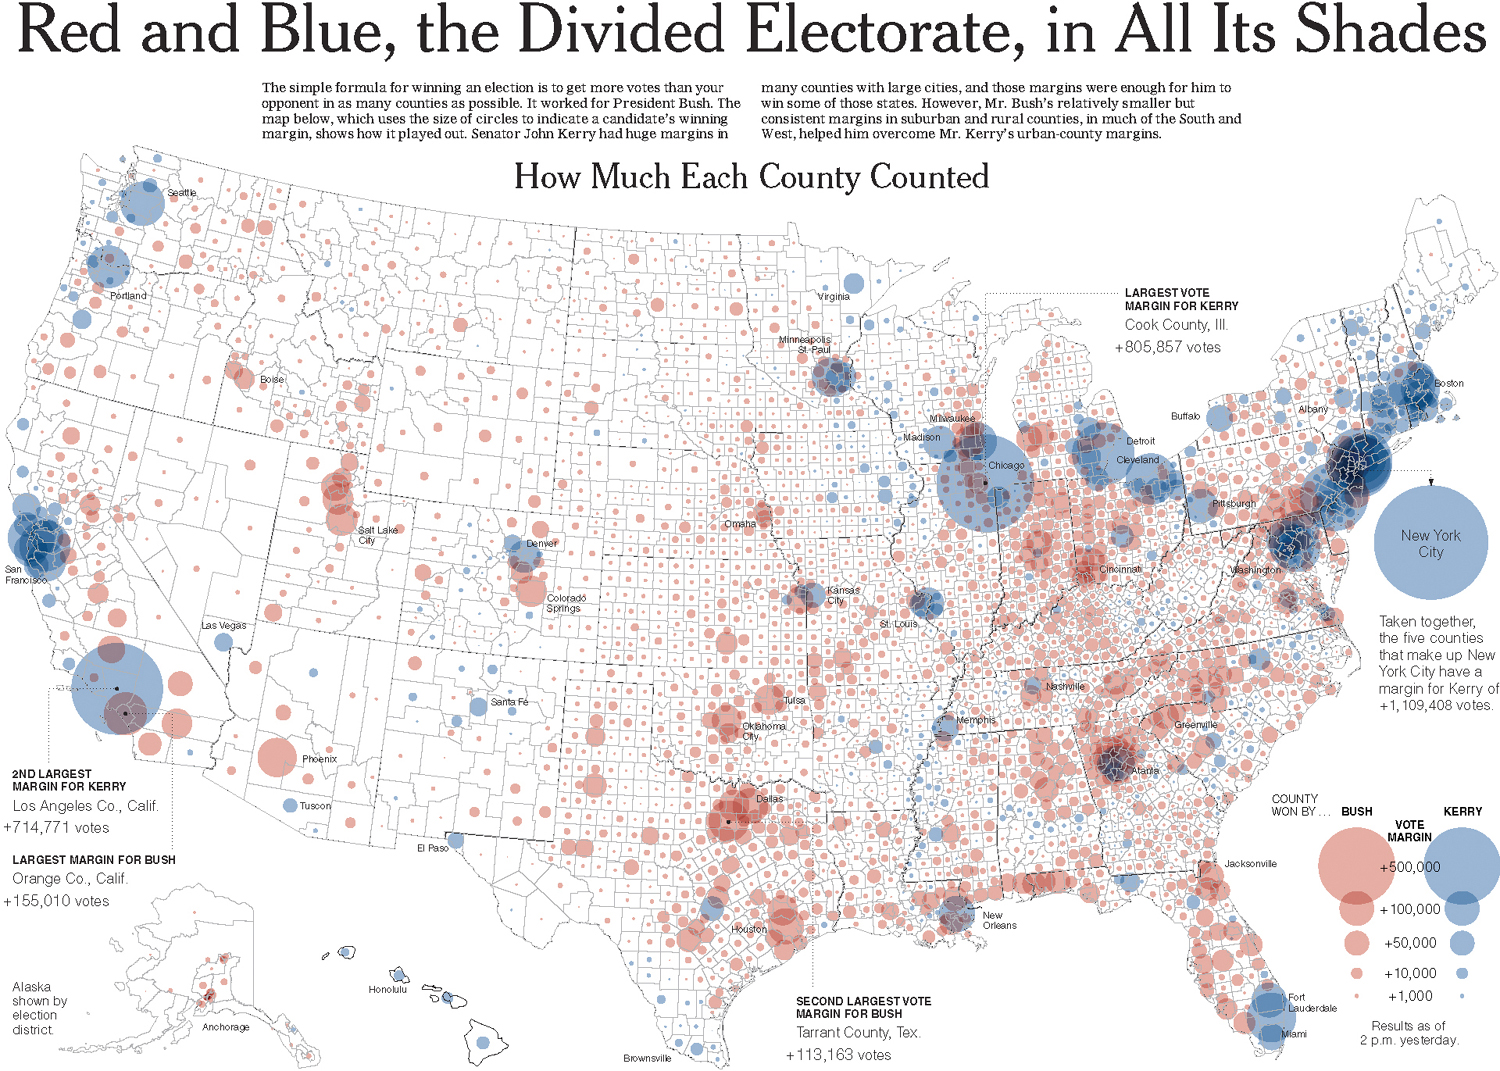 Red and Blue, the Divided Electorate, in All Its Shades
The simple formula for winning an election is to get more votes than your
opponent in as many counties as possible. It worked for President Bush. The
map below, which uses the size of circles to indicate a candidate's winning
margin, shows how it played out. Senator John Kerry had huge margins in
many counties with large cities, and those margins were enough for him to
win some of those states. However, Mr. Bush's relatively smaller but
consistent margins in suburban and rural counties, in much of the South and
West, helped him overcome Mr. Kerry's urban-county margins.
How Much Each County Counted
Seattle
Portland
Boise
Virginia
Minneapolis
St. Paul
LARGEST VOTE
MARGIN FOR KERRY
Cook County, Ill.
+805,857 votes
Milwaukee
Madison
Chicago
Detroit
Cleveland
Buffalo
Albany
Boston
Pittsburgh
New York
City
Taken together,
the five counties
that make up New
York City have a
margin for Kerry of
+1,109,408 votes.
Washington
Cincinnati
Omaha
Salt Lake
City
Denver
Colorado
Springs
Kansas
City
St. Louis
San
Francisco
Las Vegas
Santa Fe
Tulsa
Oklahoma
City
Nashville
Memphis
Greenville
Atlanta
Phoenix
Tuscon
El Paso
Dallas
2ND LARGEST
MARGIN FOR KERRY
Los Angeles Co., Calif.
+714,771 votes
LARGEST MARGIN FOR BUSH
Orange Co., Calif.
+155,010 votes
Houston
New
Orleans
Jacksonville
Fort
Lauderdale
Miami
Brownsville
SECOND LARGEST VOTE
MARGIN FOR BUSH
Tarrant County, Tex.
+113,163 votes
Alaska
shown by
election
district.
Anchorage
Honolulu
COUNTY
WON BY . . . BUSH KERRY
VOTE
MARGIN
+500,000
+100,000
+50,000
+10,000
+1,000
Results as of
2 p.m. yesterday.